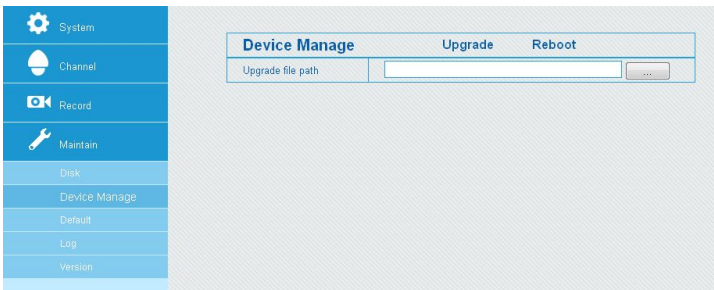 System
Channel
Record
Maintain
Disk
Device Manage
Default
Log
Version
Device Manage Upgrade Reboot
Upgrade file path ...